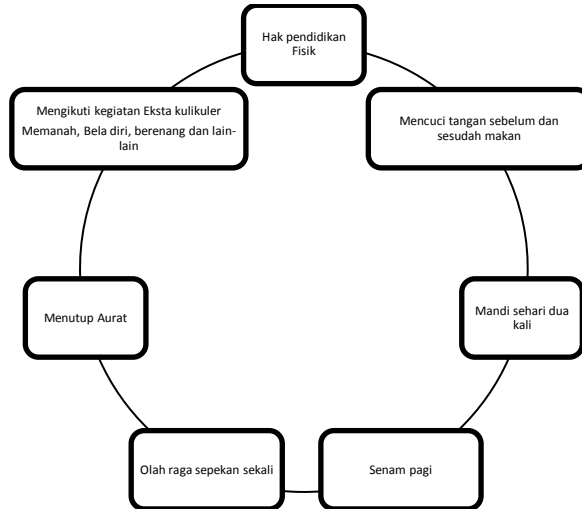 Hak pendidikan
Fisik
Mencuci tangan sebelum dan
sesudah makan
Mandi sehari dua
kali
Senam pagi
Olah raga sepekan sekali
Menutup Aurat
Mengikuti kegiatan Eksta kulikuler
Memanah, Bela diri, berenang dan lain-
lain